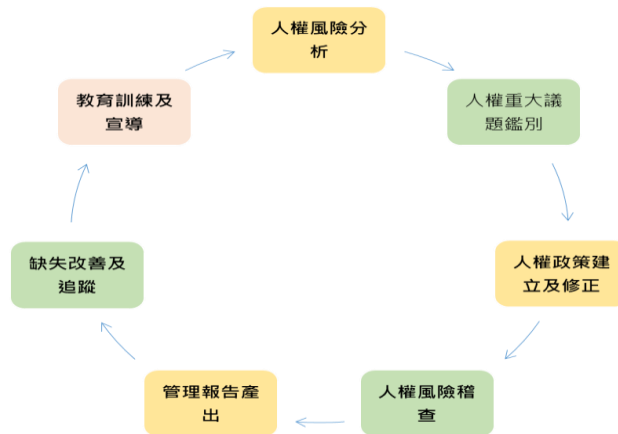 人權風險分
析
人權重大議
題鑑別
人權政策建
立及修正
人權風險稽
查
管理報告產
出
缺失改善及
追蹤
教育訓練及
宣導